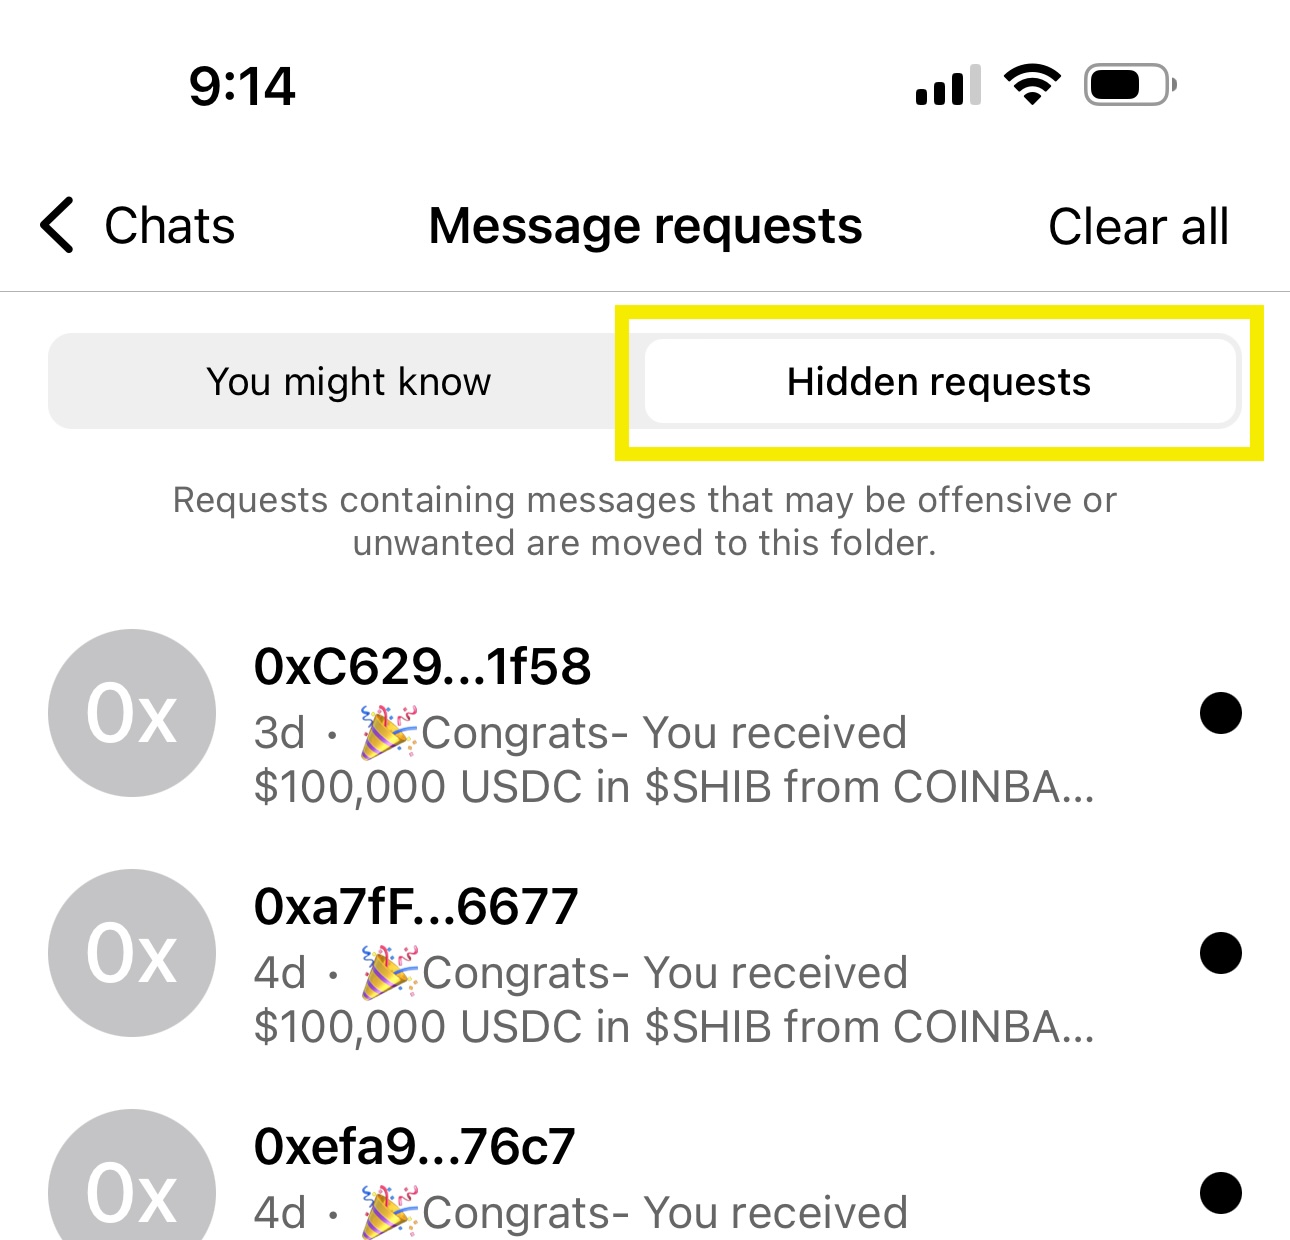 9:14
Chats
Message requests
Clear all
You might know
Hidden requests
Requests containing messages that may be offensive or
unwanted are moved to this folder.
0x
0xC629...1f58
3d · 🎉Congrats- You received
$100,000 USDC in $SHIB from COINBA...
0x
0xa7fF...6677
4d · 🎉Congrats- You received
$100,000 USDC in $SHIB from COINBA...
0x
0xefa9...76c7
4d · 🎉Congrats- You received